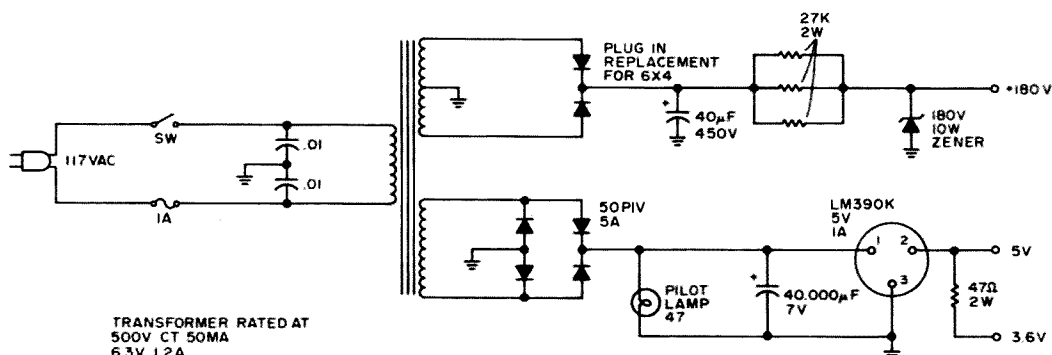 27K
2W
PLUG IN
REPLACEMENT
FOR 6X4
+180V
+
40µF
450V
180V
10W
ZENER
SW
.01
117VAC
.01
1A
50PIV
5A
LM390K
5V
1A
1
2
3
5V
+
PILOT
LAMP
47
40.000µF
7V
47Ω
2W
3.6V
TRANSFORMER RATED AT
500V CT 50MA
6.3V 1.2A